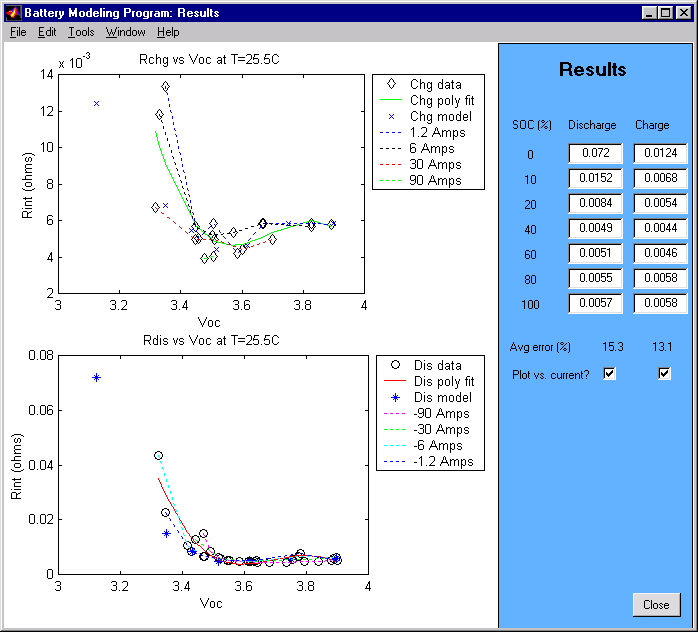 Battery Modeling Program: Results
File Edit Tools Window Help
x 10^-3
Rchg vs Voc at T=25.5C
14
12
10
8
6
4
2
3 3.2 3.4 3.6 3.8 4
Rint (ohms)
Voc
Chg data
Chg poly fit
Chg model
1.2 Amps
6 Amps
30 Amps
90 Amps
Rdis vs Voc at T=25.5C
0.08
0.06
0.04
0.02
0
3 3.2 3.4 3.6 3.8 4
Rint (ohms)
Voc
Dis data
Dis poly fit
Dis model
-90 Amps
-30 Amps
-6 Amps
-1.2 Amps
Results
SOC (%) Discharge Charge
0 0.072 0.0124
10 0.0152 0.0068
20 0.0084 0.0054
40 0.0049 0.0044
60 0.0051 0.0046
80 0.0055 0.0058
100 0.0057 0.0058
Avg error (%) 15.3 13.1
Plot vs. current?
Close